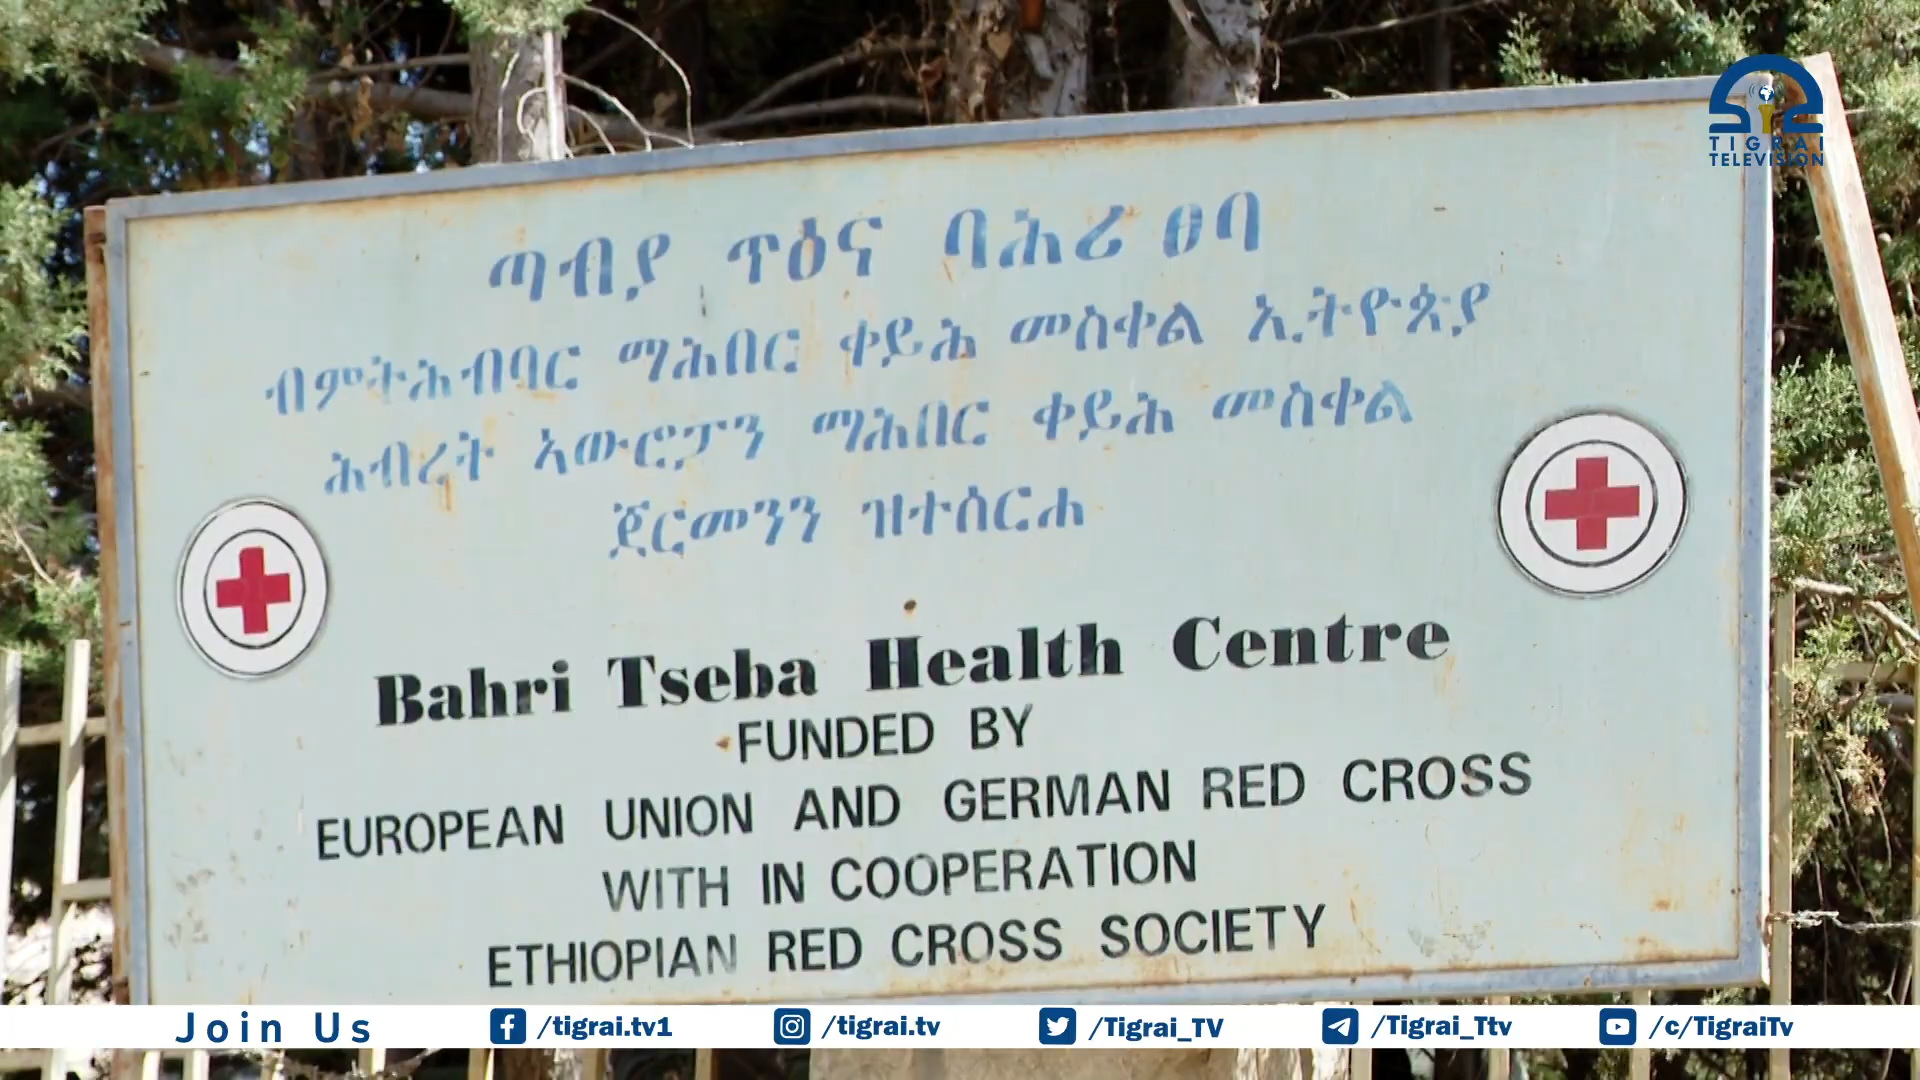 TIGRAI
TELEVISION
ጣብያ ጥዕና ባሕሪ ፀባ
ብምትሕብባር ማሕበር ቀይሕ መስቀል ኢትዮጵያ
ሕብረት ኣውሮፓን ማሕበር ቀይሕ መስቀል
ጀርመንን ዝተሰርሐ
Bahri Tseba Health Centre
FUNDED BY
EUROPEAN UNION AND GERMAN RED CROSS
WITH IN COOPERATION
ETHIOPIAN RED CROSS SOCIETY
Join Us /tigrai.tv1 /tigrai.tv /Tigrai_TV /Tigrai_Ttv /c/TigraiTv